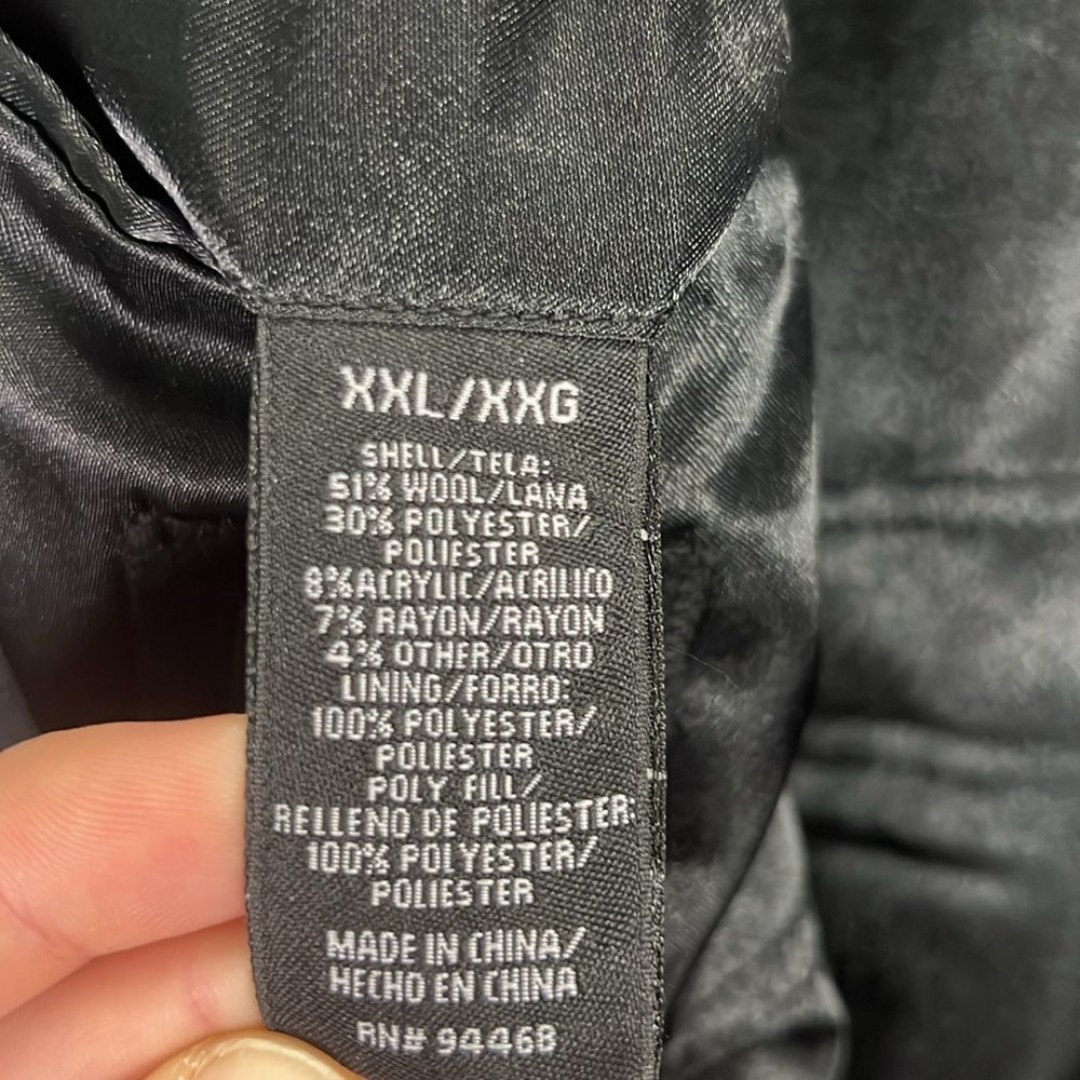 XXL/XXG
SHELL/TELA:
51% WOOL/LANA
30% POLYESTER/
POLIESTER
8% ACRYLIC/ACRILICO
7% RAYON/RAYON
4% OTHER/OTRO
LINING/FORRO:
100% POLYESTER/
POLIESTER
POLY FILL/
RELLENO DE POLIESTER:
100% POLYESTER/
POLIESTER
MADE IN CHINA/
HECHO EN CHINA
RN# 94468